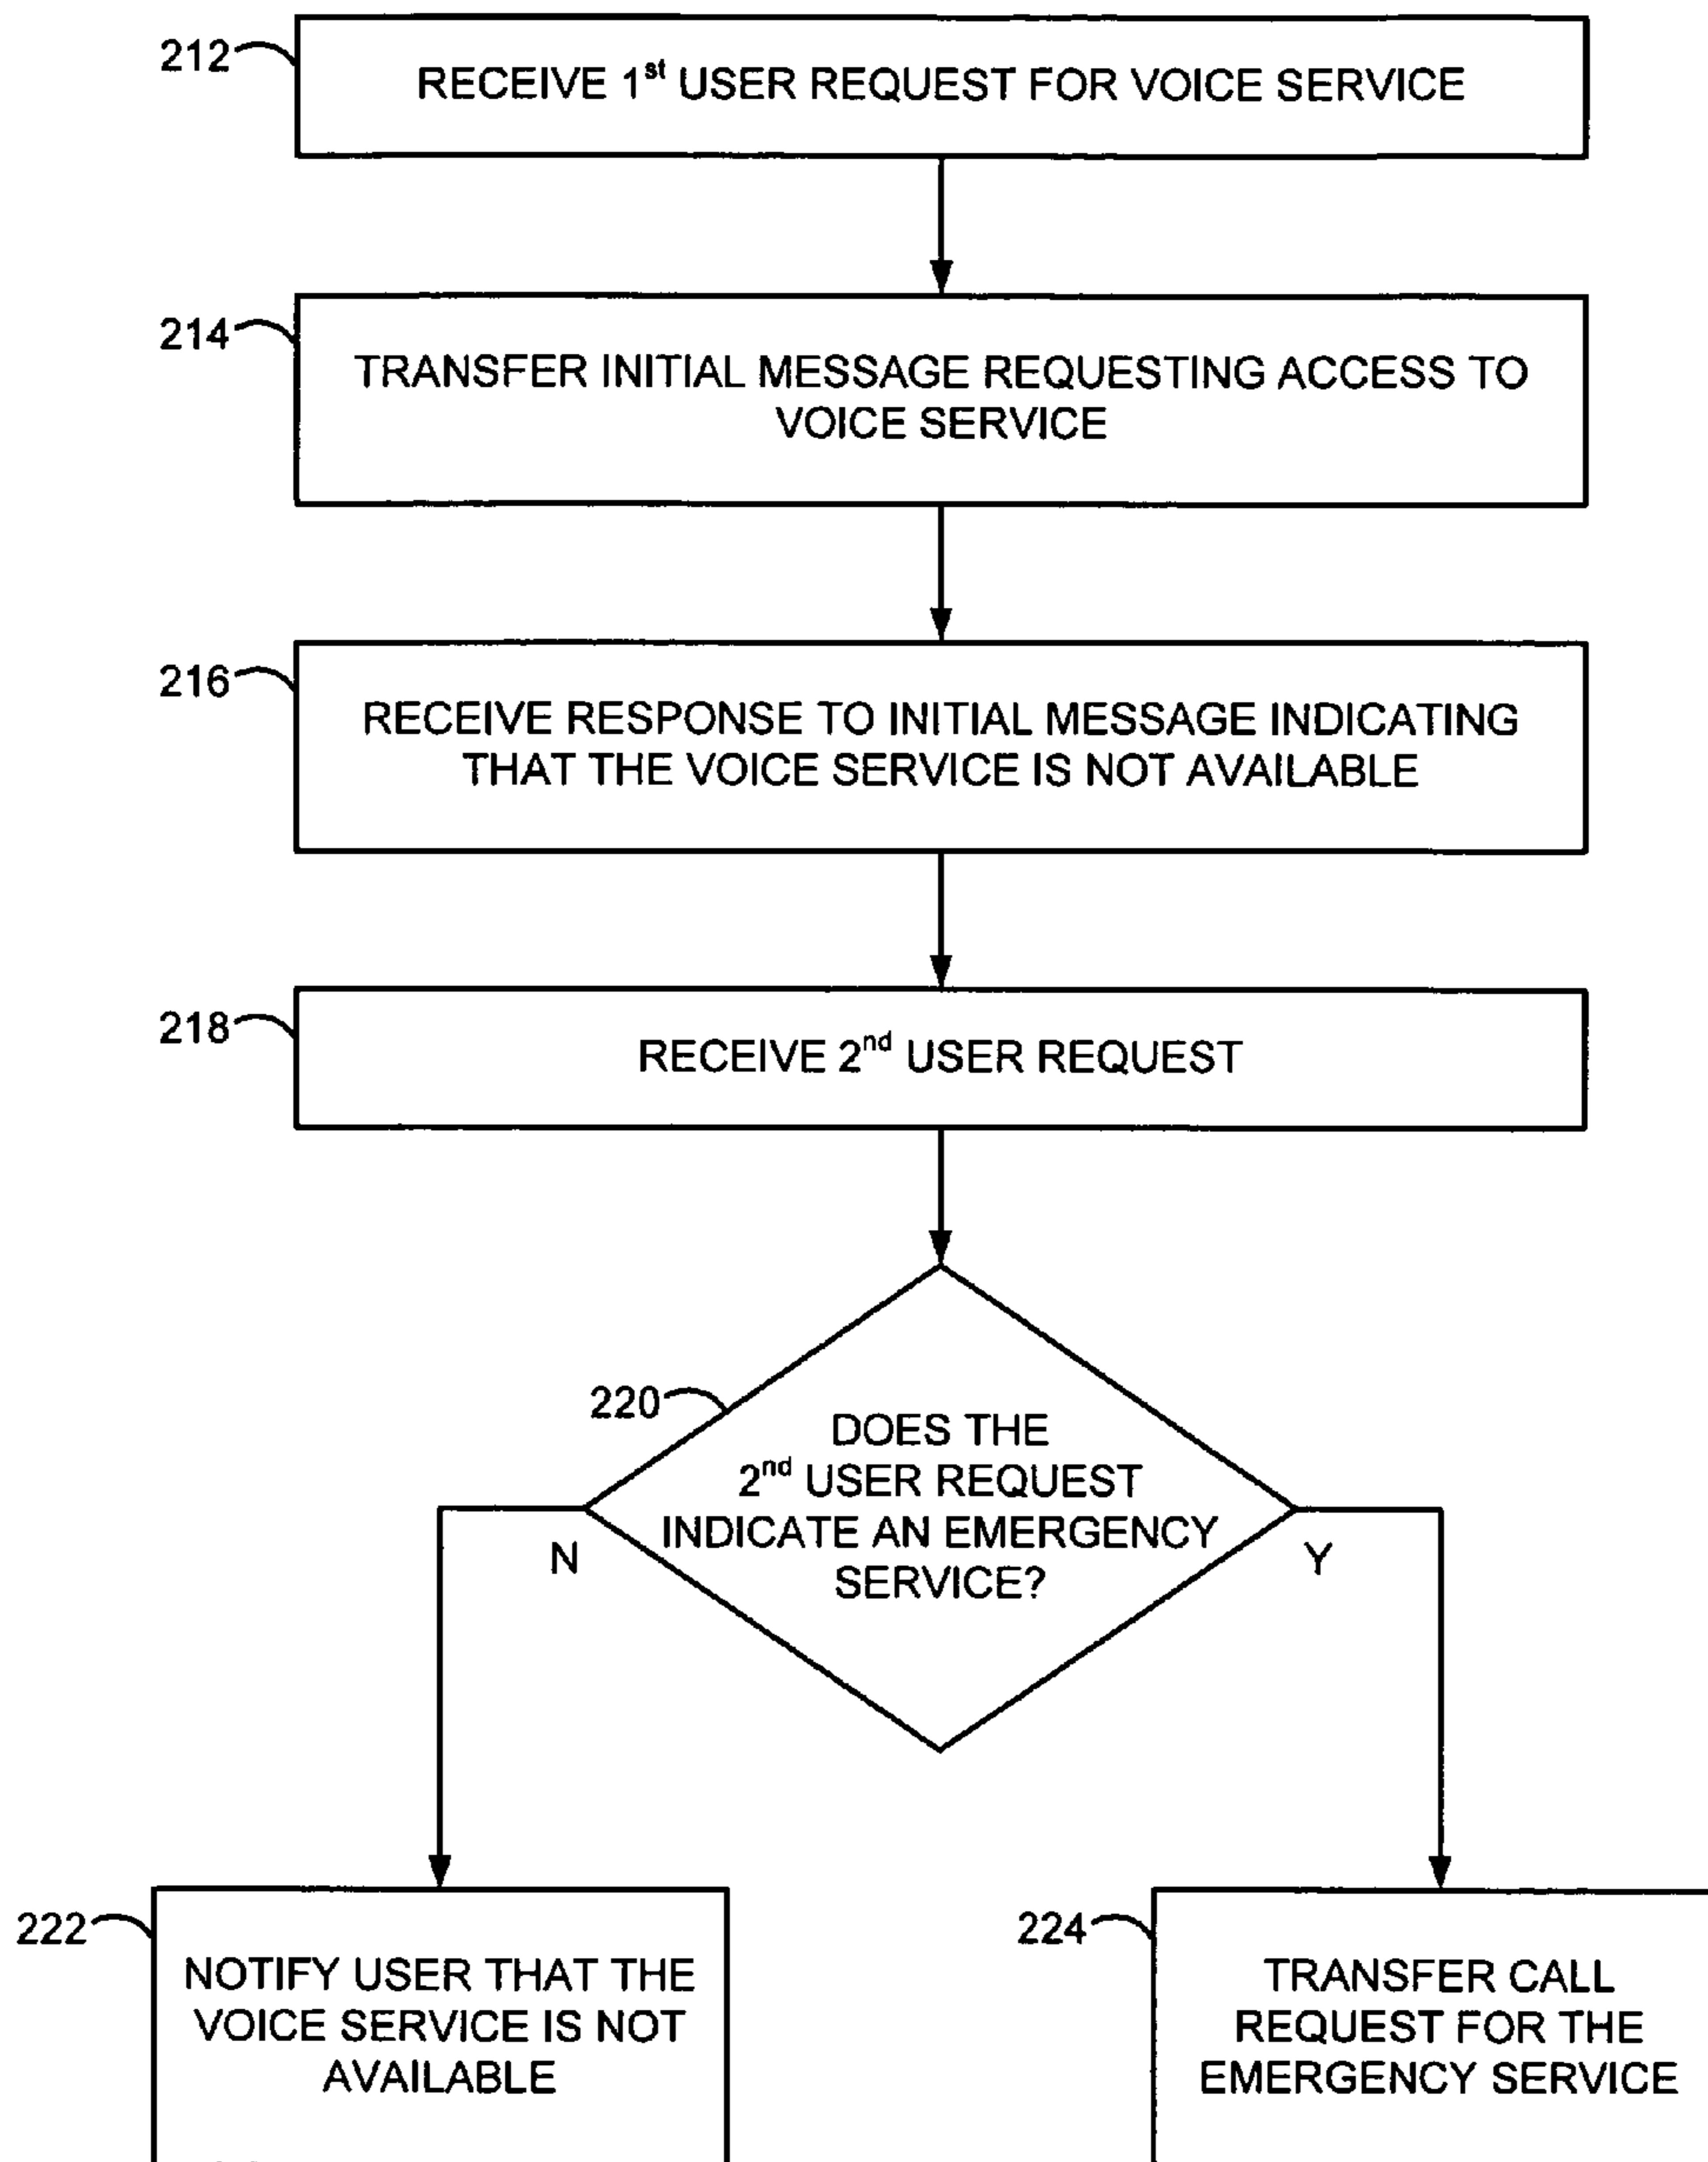 212
RECEIVE 1st USER REQUEST FOR VOICE SERVICE
214
TRANSFER INITIAL MESSAGE REQUESTING ACCESS TO
VOICE SERVICE
216
RECEIVE RESPONSE TO INITIAL MESSAGE INDICATING
THAT THE VOICE SERVICE IS NOT AVAILABLE
218
RECEIVE 2nd USER REQUEST
220
DOES THE
2nd USER REQUEST
INDICATE AN EMERGENCY
SERVICE?
N
Y
222
NOTIFY USER THAT THE
VOICE SERVICE IS NOT
AVAILABLE
224
TRANSFER CALL
REQUEST FOR THE
EMERGENCY SERVICE